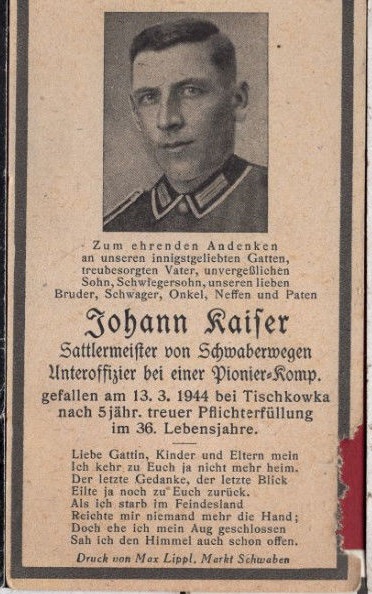 Zum ehrenden Andenken
an unseren innigstgeliebten Gatten,
treubesorgten Vater, unvergeßlichen
Sohn, Schwiegersohn, unseren lieben
Bruder, Schwager, Onkel, Neffen und Paten
Johann Kaiser
Sattlermeister von Schwaberwegen
Unteroffizier bei einer Pionier-Komp.
gefallen am 13. 3. 1944 bei Tischkowka
nach 5jähr. treuer Pflichterfüllung
im 36. Lebensjahre.
Liebe Gattin, Kinder und Eltern mein
Ich kehr zu Euch ja nicht mehr heim.
Der letzte Gedanke, der letzte Blick
Eilte ja noch zu Euch zurück.
Als ich starb im Feindesland
Reichte mir niemand mehr die Hand;
Doch ehe ich mein Aug geschlossen
Sah ich den Himmel auch schon offen.
Druck von Max Lippl, Markt Schwaben